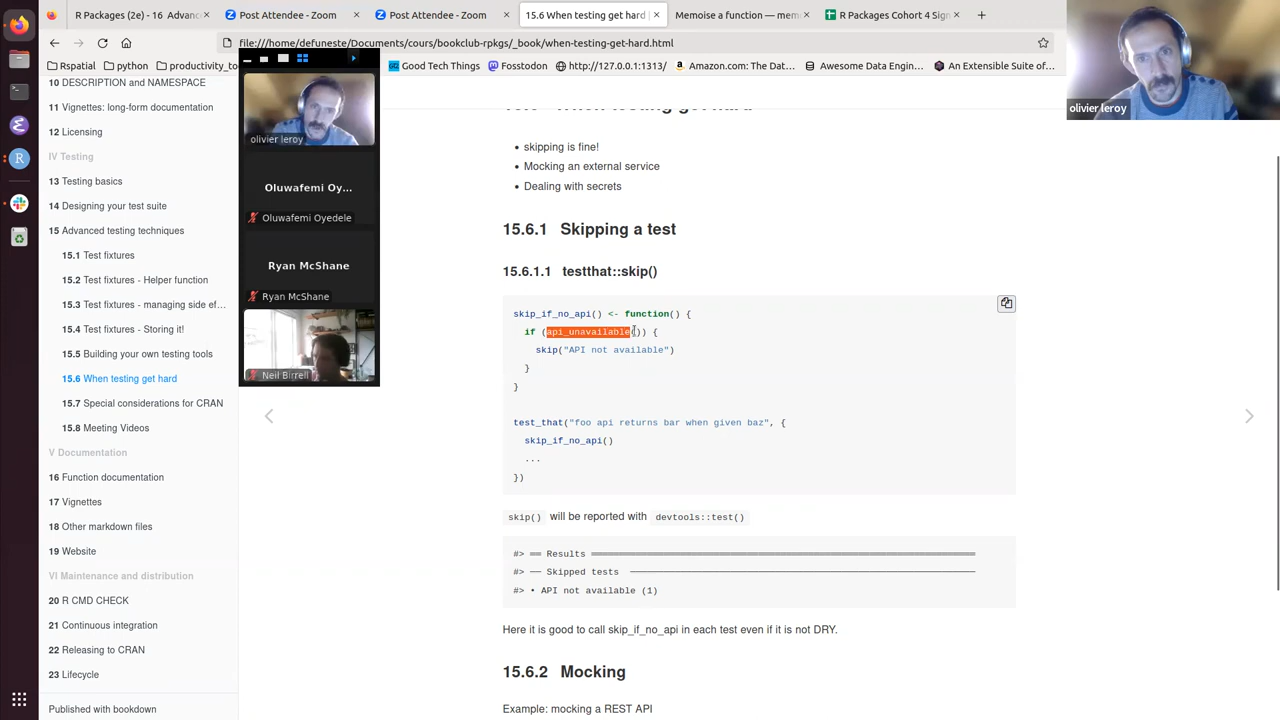 R Packages (2e) - 16 Advanc
Post Attendee - Zoom
Post Attendee - Zoom
15.6 When testing get hard
Memoise a function — mem
R Packages Cohort 4 Sign
file:///home/defuneste/Documents/cours/bookclub-rpkgs/_book/when-testing-get-hard.html
Rspatial
python
productivity_to
Good Tech Things
Fosstodon
http://127.0.0.1:1313/
Amazon.com: The Dat…
Awesome Data Engin…
An Extensible Suite of…
10 DESCRIPTION and NAMESPACE
11 Vignettes: long-form documentation
12 Licensing
IV Testing
13 Testing basics
14 Designing your test suite
15 Advanced testing techniques
15.1 Test fixtures
15.2 Test fixtures - Helper function
15.3 Test fixtures - managing side ef…
15.4 Test fixtures - Storing it!
15.5 Building your own testing tools
15.6 When testing get hard
15.7 Special considerations for CRAN
15.8 Meeting Videos
V Documentation
16 Function documentation
17 Vignettes
18 Other markdown files
19 Website
VI Maintenance and distribution
20 R CMD CHECK
21 Continuous integration
22 Releasing to CRAN
23 Lifecycle
Published with bookdown
olivier leroy
Oluwafemi Oy...
Oluwafemi Oyedele
Ryan McShane
Ryan McShane
Neil Birrell
olivier leroy
15.6 When testing get hard
• skipping is fine!
• Mocking an external service
• Dealing with secrets
15.6.1 Skipping a test
15.6.1.1 testthat::skip()
skip_if_no_api() <- function() {
if (api_unavailable()) {
skip("API not available")
}
}
test_that("foo api returns bar when given baz", {
skip_if_no_api()
...
})
skip() will be reported with devtools::test()
#> ══ Results ══════════════════════════════════
#> ── Skipped tests ──────────────────────────────
#> • API not available (1)
Here it is good to call skip_if_no_api in each test even if it is not DRY.
15.6.2 Mocking
Example: mocking a REST API